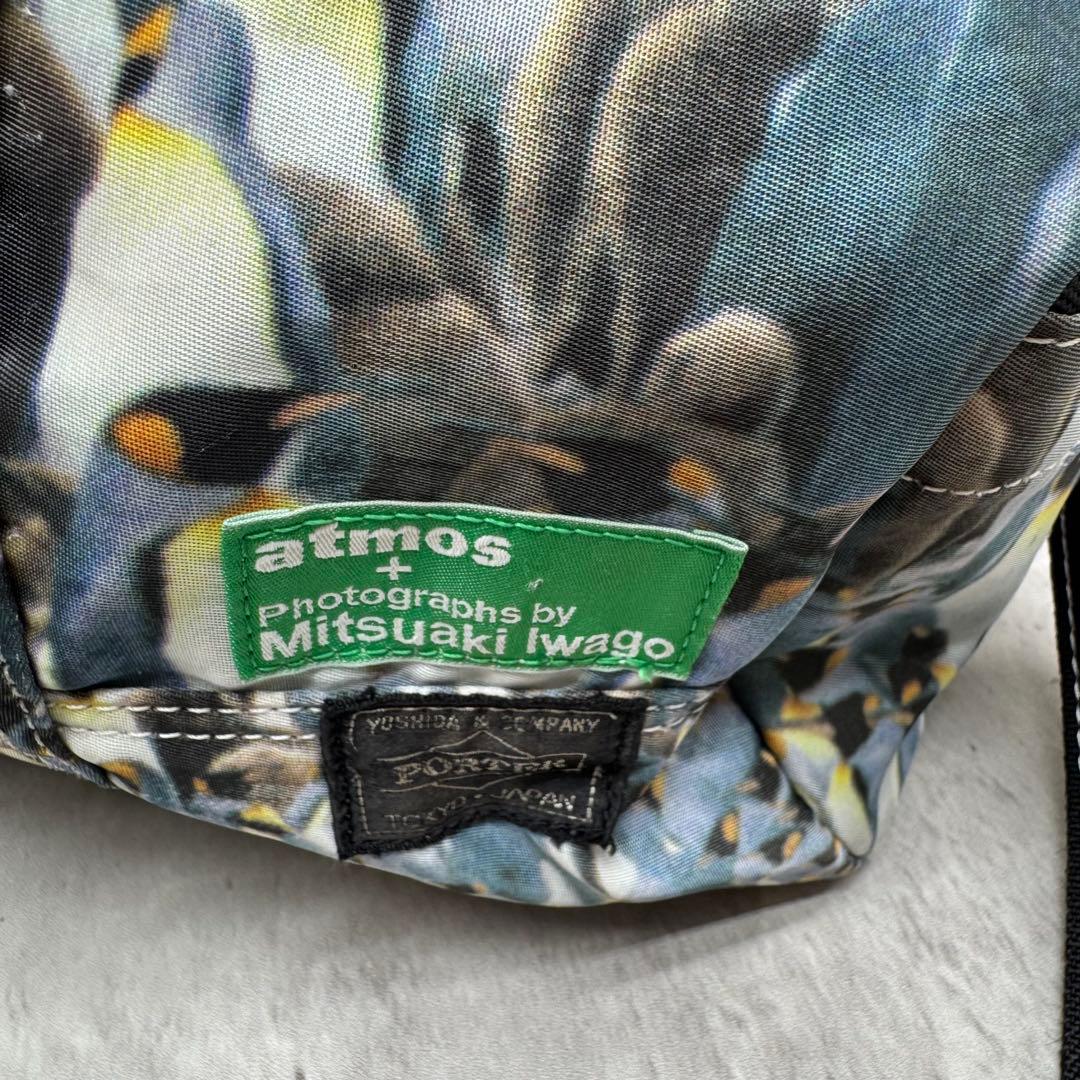 atmos
+
Photographs by
Mitsuaki Iwago
YOSHIDA & COMPANY
PORTER
TOKYO - JAPAN